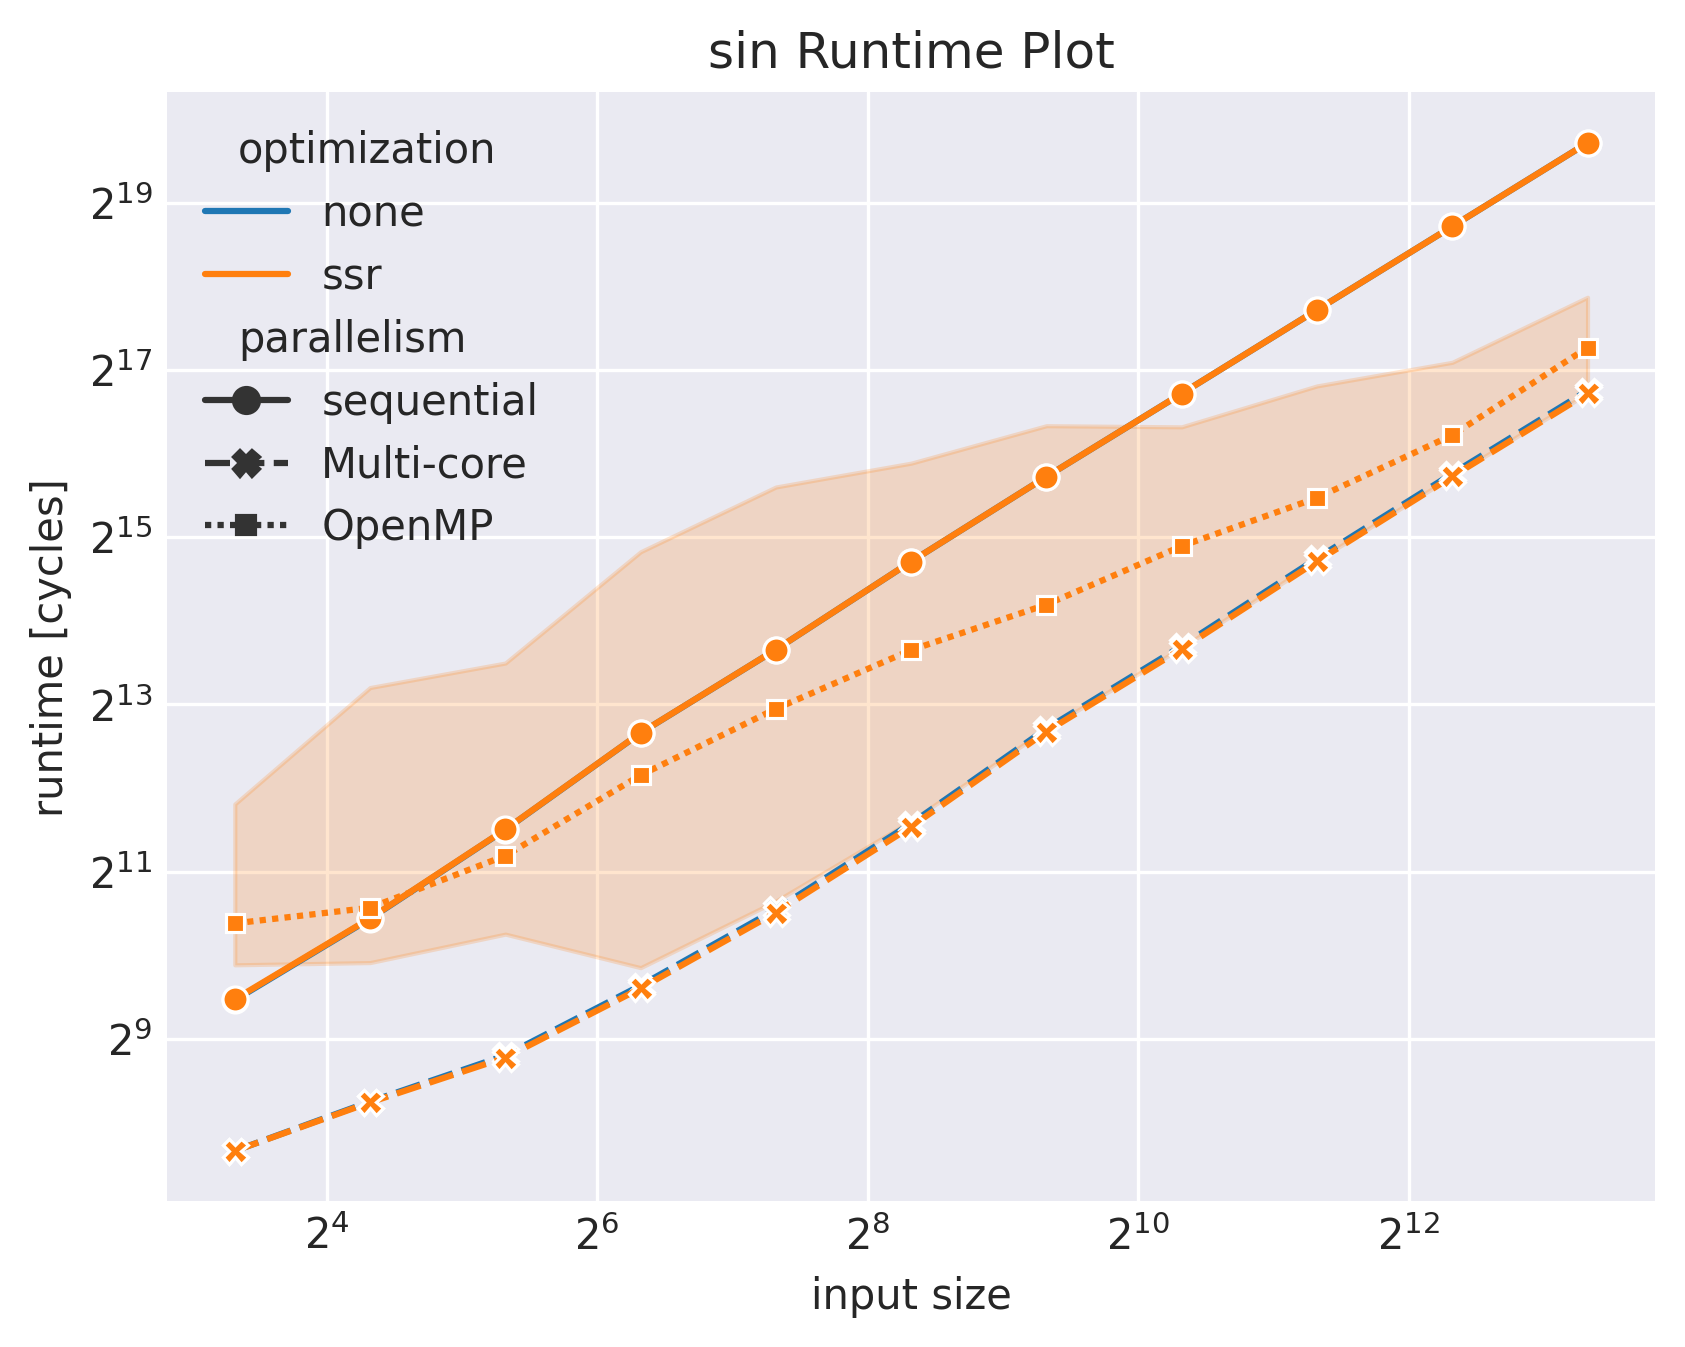 sin Runtime Plot
optimization
none
ssr
parallelism
sequential
Multi-core
OpenMP
runtime [cycles]
2^19
2^17
2^15
2^13
2^11
2^9
2^4 2^6 2^8 2^10 2^12
input size